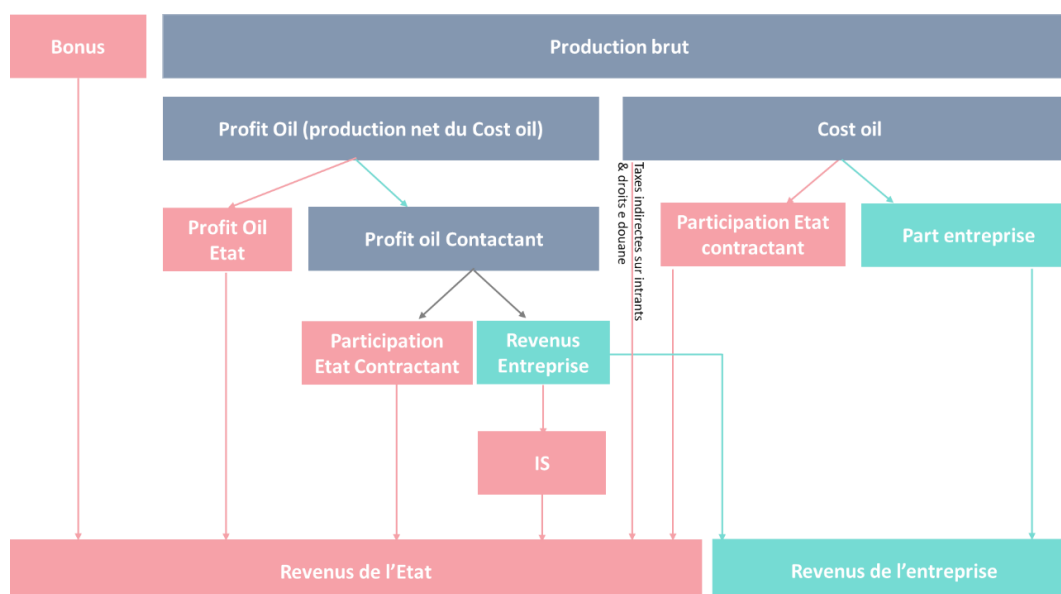 Bonus
Production brut
Profit Oil (production net du Cost oil)
Cost oil
Taxes indirectes sur intrants
& droits e douane
Profit Oil
Etat
Profit oil Contactant
Participation Etat
contractant
Part entreprise
Participation
Etat Contractant
Revenus
Entreprise
IS
Revenus de l’Etat
Revenus de l’entreprise